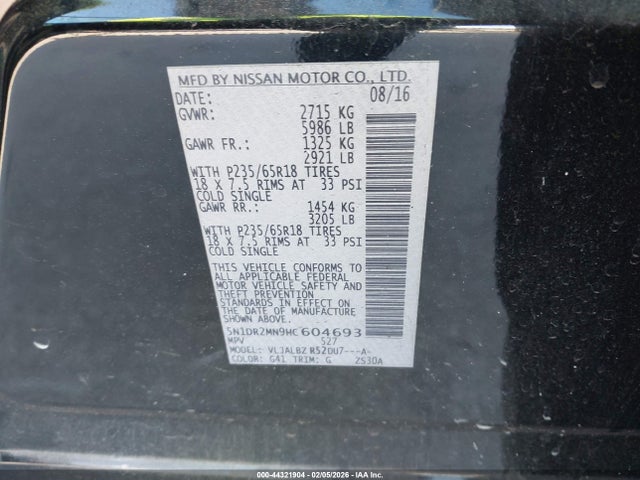 MFD BY NISSAN MOTOR CO., LTD.
DATE: 08/16
GVWR: 2715 KG
5986 LB
GAWR FR.: 1325 KG
2921 LB
WITH P235/65R18 TIRES
18 X 7.5 RIMS AT 33 PSI
COLD SINGLE
GAWR RR.: 1454 KG
3205 LB
WITH P235/65R18 TIRES
18 X 7.5 RIMS AT 33 PSI
COLD SINGLE
THIS VEHICLE CONFORMS TO
ALL APPLICABLE FEDERAL
MOTOR VEHICLE SAFETY AND
THEFT PREVENTION
STANDARDS IN EFFECT ON
THE DATE OF MANUFACTURE
SHOWN ABOVE.
5N1DR2MN9HC604693
MPV 527
MODEL: VLJALBZ R52DU7---A-
COLOR: G41 TRIM: G 2S30A
000-44321904 - 02/05/2026 - IAA Inc.